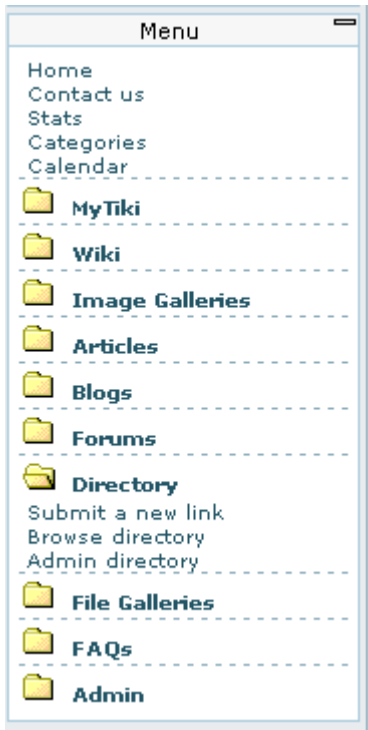 Menu
Home
Contact us
Stats
Categories
Calendar
MyTiki
Wiki
Image Galleries
Articles
Blogs
Forums
Directory
Submit a new link
Browse directory
Admin directory
File Galleries
FAQs
Admin